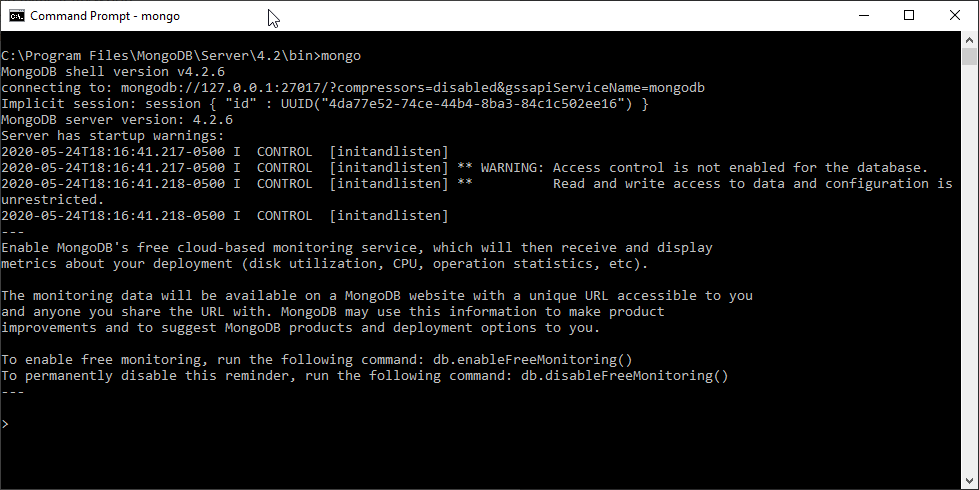 Command Prompt - mongo
C:\Program Files\MongoDB\Server\4.2\bin>mongo
MongoDB shell version v4.2.6
connecting to: mongodb://127.0.0.1:27017/?compressors=disabled&gssapiServiceName=mongodb
Implicit session: session { "id" : UUID("4da77e52-74ce-44b4-8ba3-84c1c502ee16") }
MongoDB server version: 4.2.6
Server has startup warnings:
2020-05-24T18:16:41.217-0500 I  CONTROL  [initandlisten]
2020-05-24T18:16:41.217-0500 I  CONTROL  [initandlisten] ** WARNING: Access control is not enabled for the database.
2020-05-24T18:16:41.218-0500 I  CONTROL  [initandlisten] **          Read and write access to data and configuration is
unrestricted.
2020-05-24T18:16:41.218-0500 I  CONTROL  [initandlisten]
---
Enable MongoDB's free cloud-based monitoring service, which will then receive and display
metrics about your deployment (disk utilization, CPU, operation statistics, etc).
The monitoring data will be available on a MongoDB website with a unique URL accessible to you
and anyone you share the URL with. MongoDB may use this information to make product
improvements and to suggest MongoDB products and deployment options to you.
To enable free monitoring, run the following command: db.enableFreeMonitoring()
To permanently disable this reminder, run the following command: db.disableFreeMonitoring()
---
>